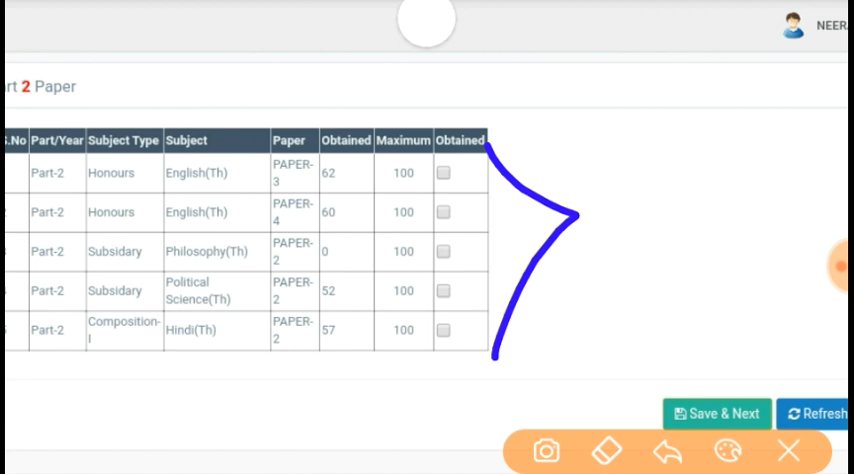 NEER
rt 2 Paper
S.No Part/Year Subject Type Subject Paper Obtained Maximum Obtained
Part-2 Honours English(Th) PAPER-3 62 100
Part-2 Honours English(Th) PAPER-4 60 100
Part-2 Subsidary Philosophy(Th) PAPER-2 0 100
Part-2 Subsidary Political Science(Th) PAPER-2 52 100
Part-2 Composition-I Hindi(Th) PAPER-2 57 100
Save & Next Refresh